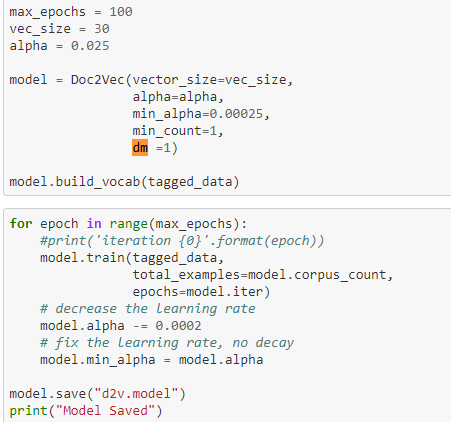 max_epochs = 100
vec_size = 30
alpha = 0.025
model = Doc2Vec(vector_size=vec_size,
                alpha=alpha,
                min_alpha=0.00025,
                min_count=1,
                dm =1)
model.build_vocab(tagged_data)
for epoch in range(max_epochs):
    #print('iteration {0}'.format(epoch))
    model.train(tagged_data,
                total_examples=model.corpus_count,
                epochs=model.iter)
    # decrease the learning rate
    model.alpha -= 0.0002
    # fix the learning rate, no decay
    model.min_alpha = model.alpha
model.save("d2v.model")
print("Model Saved")